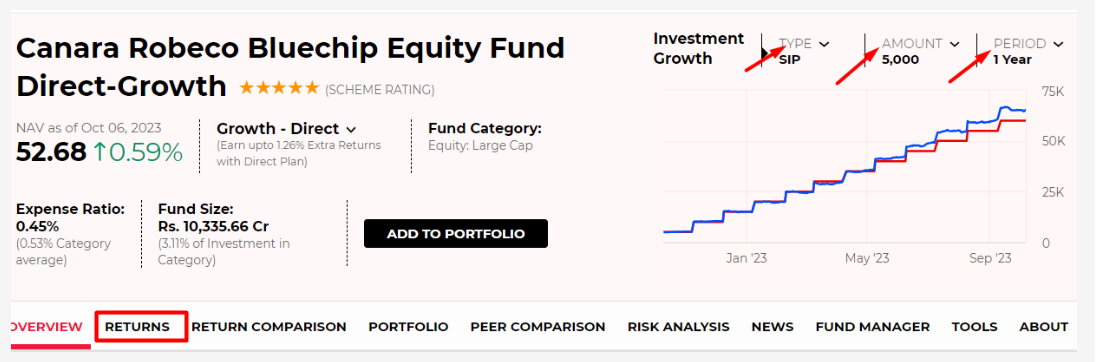 Canara Robeco Bluechip Equity Fund
Direct-Growth ★★★★★ (SCHEME RATING)
NAV as of Oct 06, 2023
52.68 ↑0.59%
Growth - Direct
(Earn upto 1.26% Extra Returns
with Direct Plan)
Fund Category:
Equity: Large Cap
Expense Ratio:
0.45%
(0.53% Category
average)
Fund Size:
Rs. 10,335.66 Cr
(3.11% of Investment in
Category)
ADD TO PORTFOLIO
Investment
Growth
TYPE
SIP
AMOUNT
5,000
PERIOD
1 Year
75K
50K
25K
0
Jan '23 May '23 Sep '23
OVERVIEW RETURNS RETURN COMPARISON PORTFOLIO PEER COMPARISON RISK ANALYSIS NEWS FUND MANAGER TOOLS ABOUT